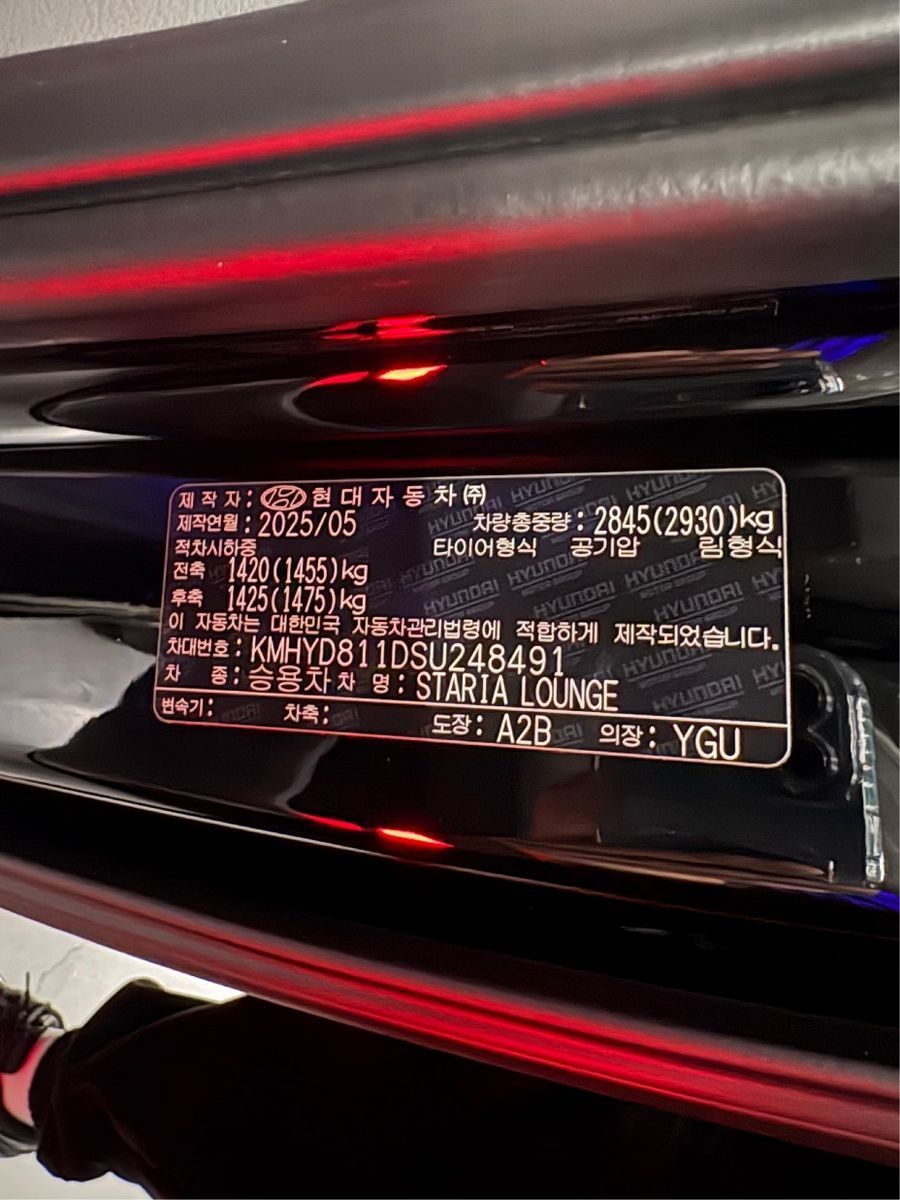 제작자: 현대자동차㈜
제작연월: 2025/05 차량총중량: 2845(2930)kg
적차시하중 타이어형식 공기압 림형식
전축 1420(1455)kg
후축 1425(1475)kg
이 자동차는 대한민국 자동차관리법령에 적합하게 제작되었습니다.
차대번호: KMHYD811DSU248491
차 종: 승용차 차 명: STARIA LOUNGE
변속기: 차축: 도장: A2B 의장: YGU
HYUNDAI